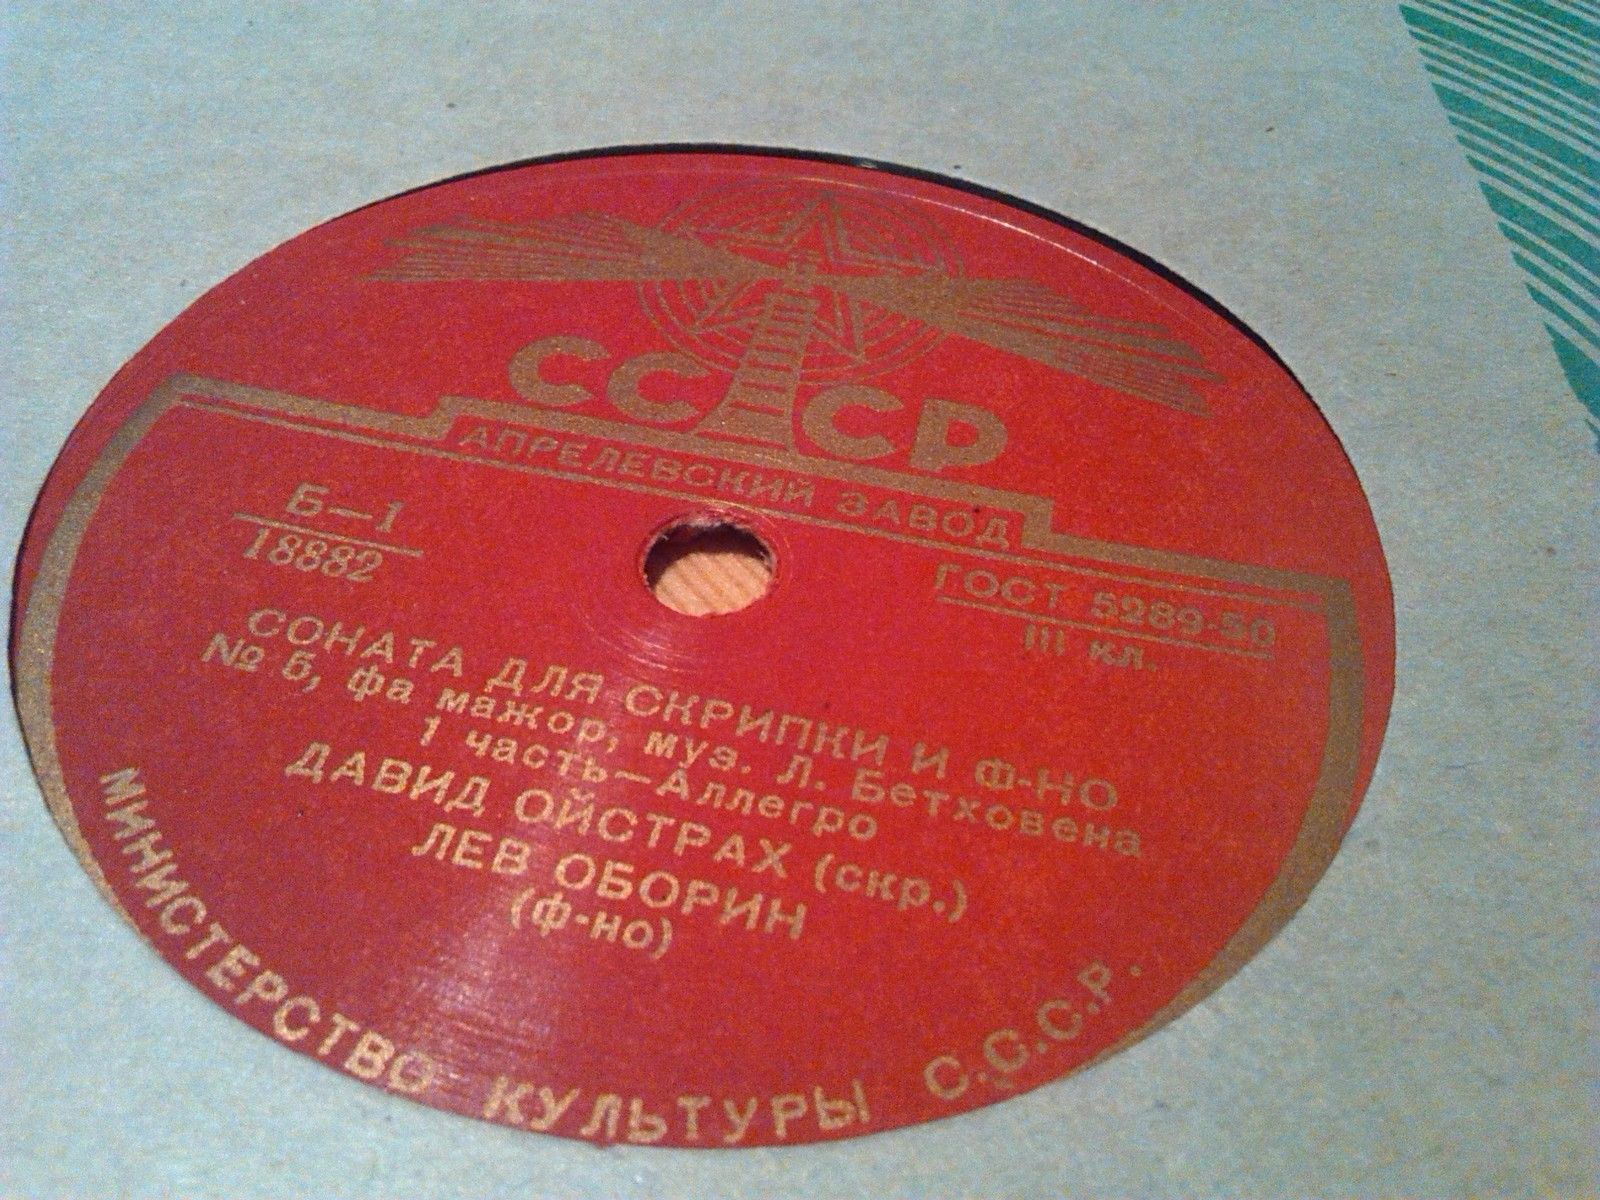 СССР
АПРЕЛЕВСКИЙ ЗАВОД
Б—1
18882
ГОСТ 5289-50
III кл.
СОНАТА ДЛЯ СКРИПКИ И Ф-НО
№ 5, фа мажор, муз. Л. Бетховена
1 часть—Аллегро
ДАВИД ОЙСТРАХ (скр.)
ЛЕВ ОБОРИН
(ф-но)
МИНИСТЕРСТВО КУЛЬТУРЫ С.С.С.Р.